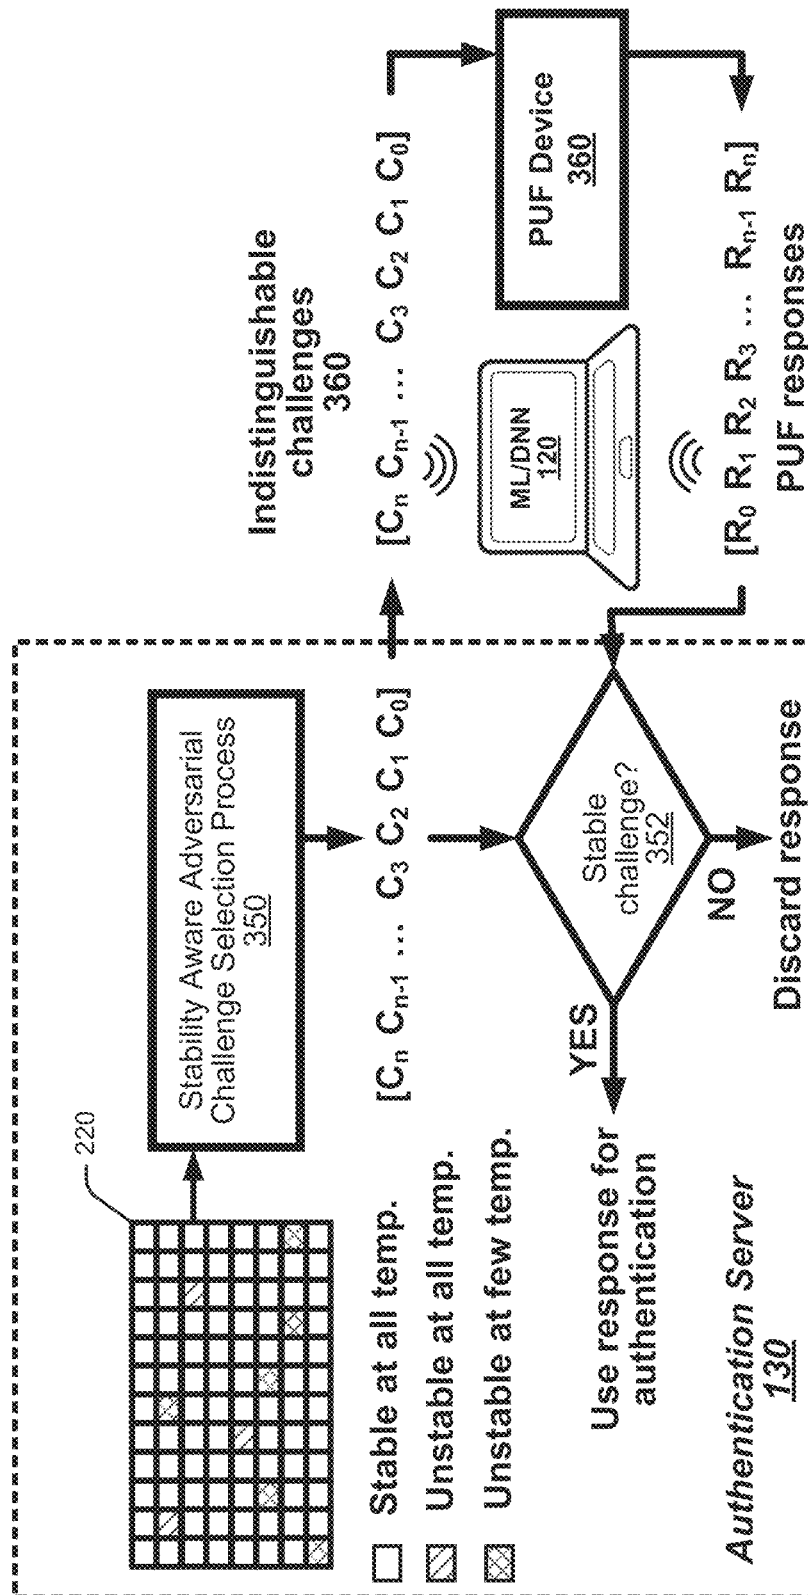 220
Stability Aware Adversarial
Challenge Selection Process
350
Stable at all temp.
Unstable at all temp.
Unstable at few temp.
[Cn Cn-1 ... C3 C2 C1 C0]
Indistinguishable
challenges
360
[Cn Cn-1 ... C3 C2 C1 C0]
ML/DNN
120
PUF Device
360
[R0 R1 R2 R3 ... Rn-1 Rn]
PUF responses
Stable
challenge?
352
YES
NO
Use response for
authentication
Discard response
Authentication Server
130